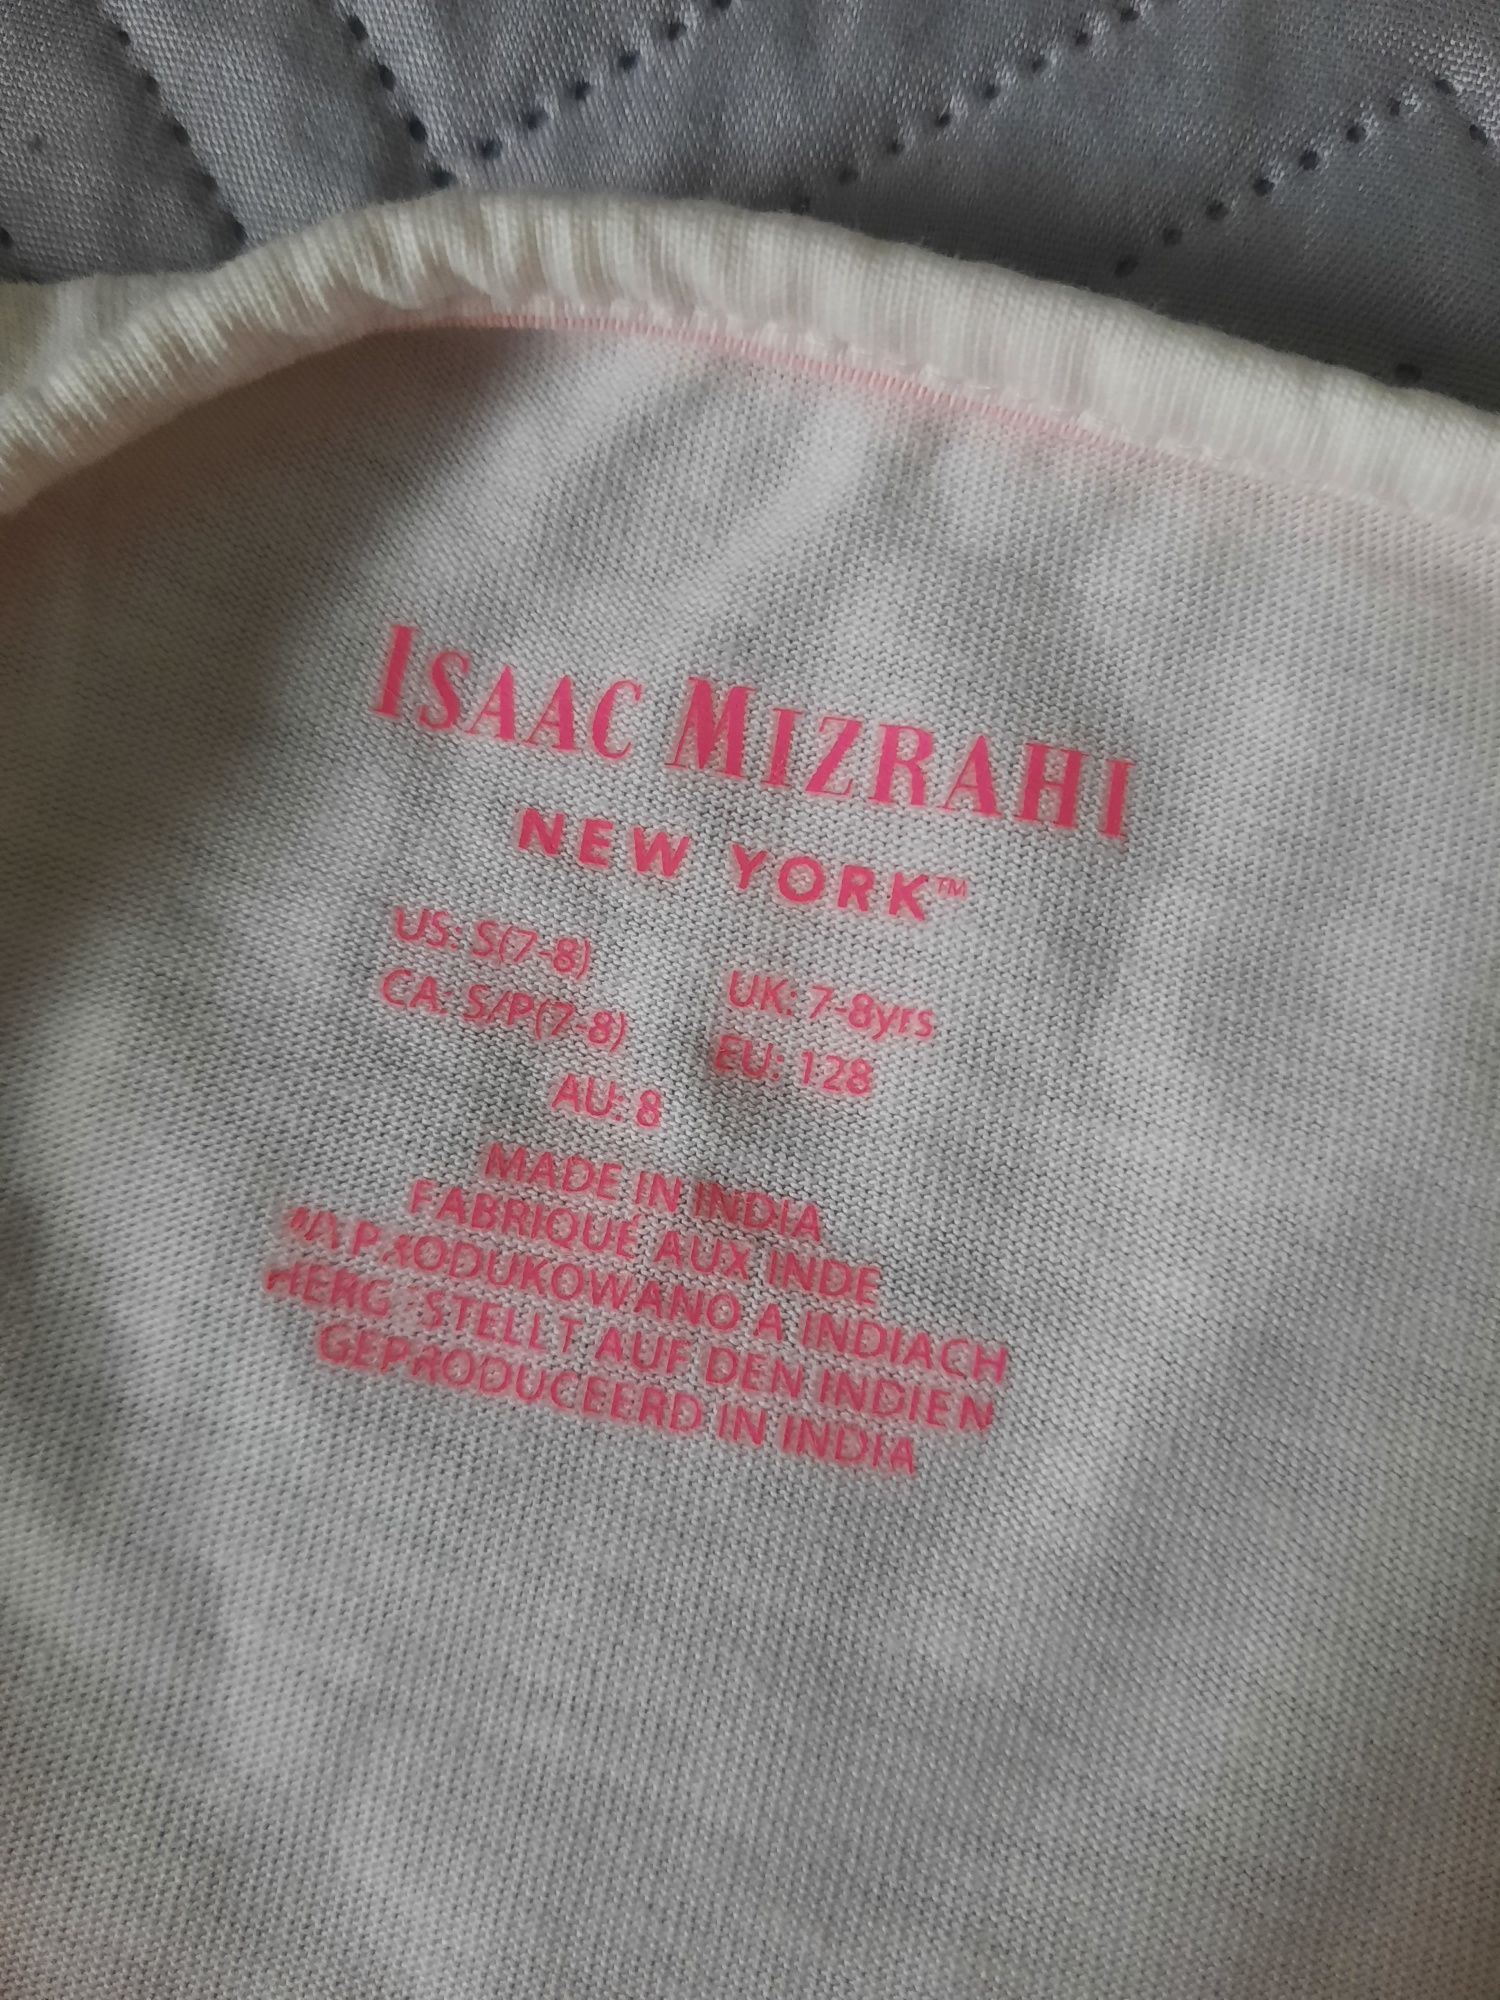 ISAAC MIZRAHI
NEW YORK™
US: S(7-8)
UK: 7-8yrs
CA: S/P(7-8)
EU: 128
AU: 8
MADE IN INDIA
FABRIQUÉ AUX INDE
PRODUKOWANO A INDIACH
HERGESTELLT AUF DEN INDIEN
GEPRODUCEERD IN INDIA